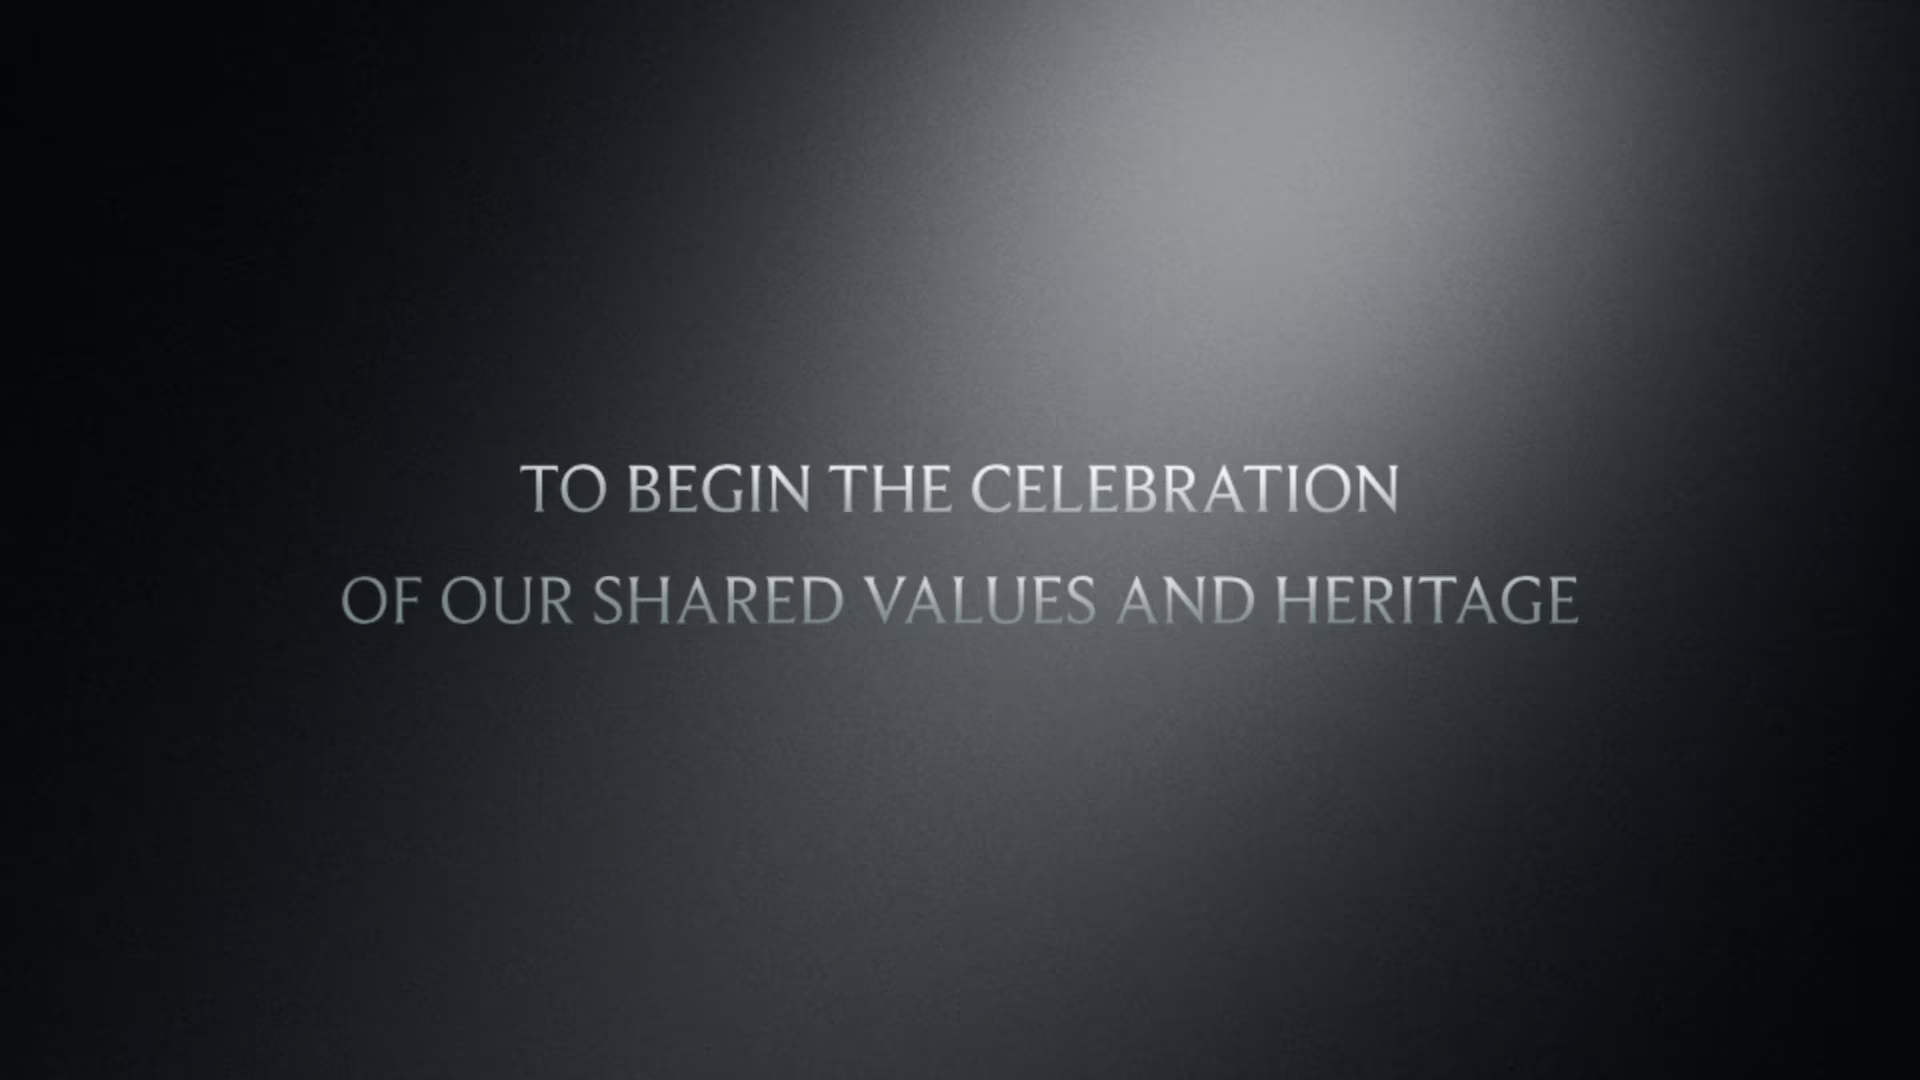 TO BEGIN THE CELEBRATION
OF OUR SHARED VALUES AND HERITAGE